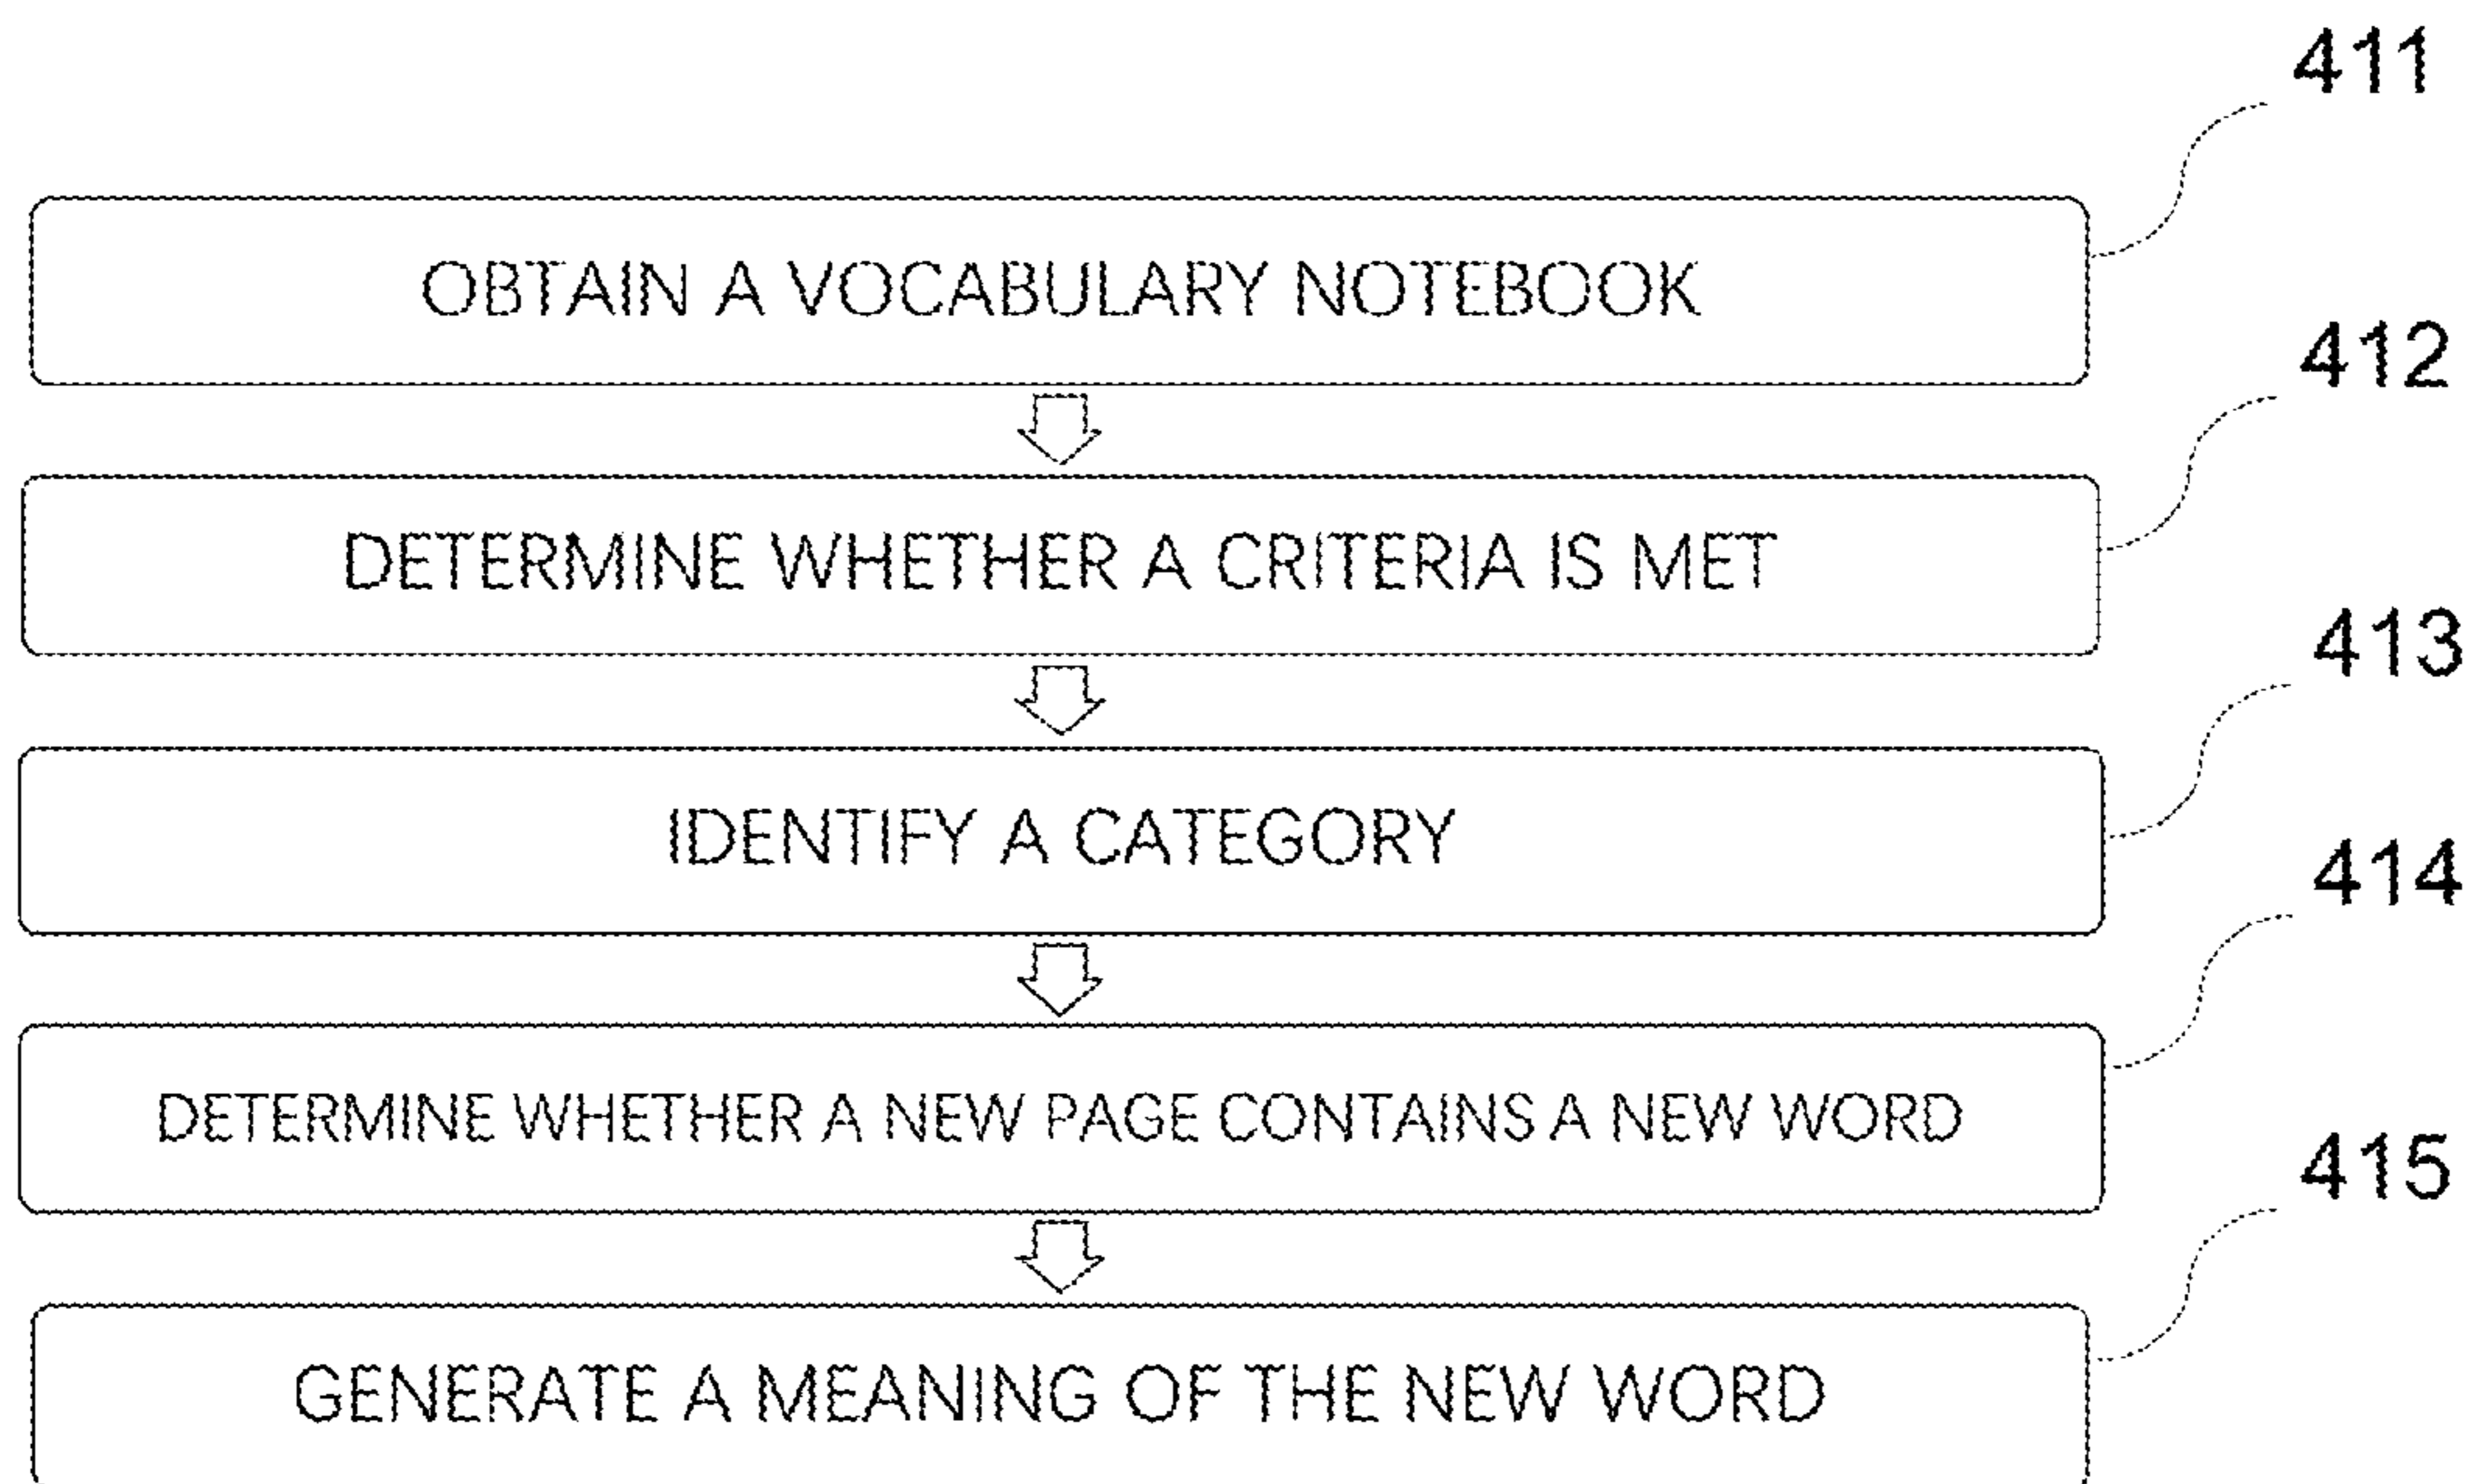 411
OBTAIN A VOCABULARY NOTEBOOK
412
DETERMINE WHETHER A CRITERIA IS MET
413
IDENTIFY A CATEGORY
414
DETERMINE WHETHER A NEW PAGE CONTAINS A NEW WORD
415
GENERATE A MEANING OF THE NEW WORD